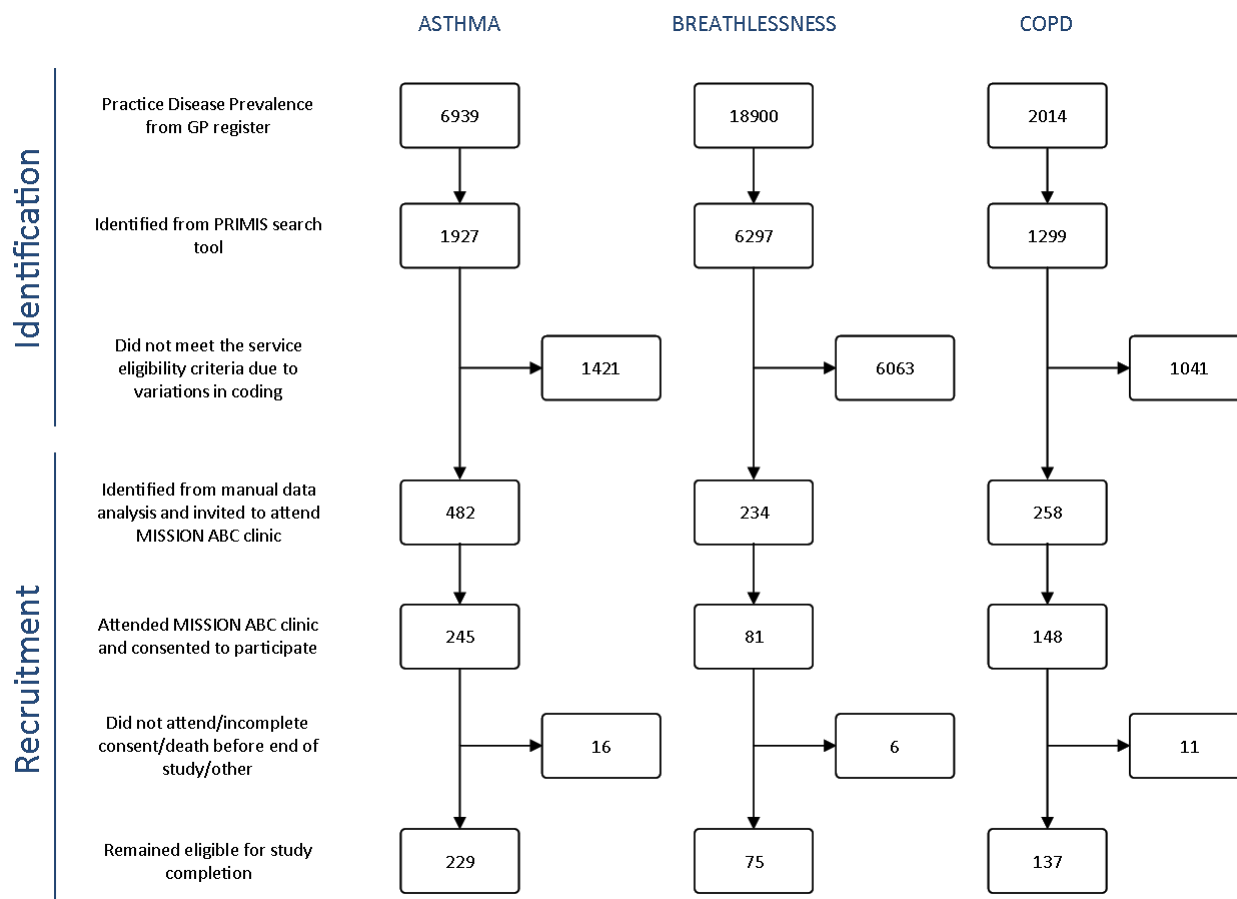 ASTHMA BREATHLESSNESS COPD
Identification
Practice Disease Prevalence
from GP register
6939 18900 2014
Identified from PRIMIS search
tool
1927 6297 1299
Did not meet the service
eligibility criteria due to
variations in coding
1421 6063 1041
Recruitment
Identified from manual data
analysis and invited to attend
MISSION ABC clinic
482 234 258
Attended MISSION ABC clinic
and consented to participate
245 81 148
Did not attend/incomplete
consent/death before end of
study/other
16 6 11
Remained eligible for study
completion
229 75 137